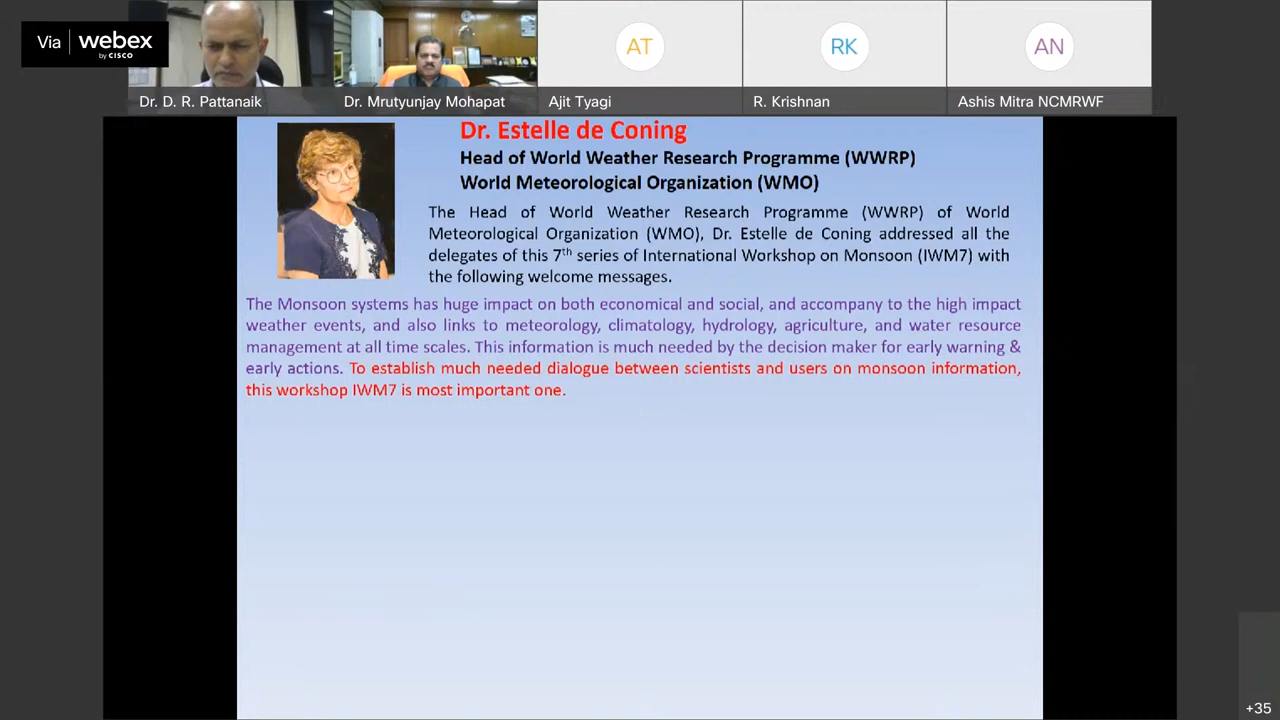 Via webex
by CISCO
Dr. D. R. Pattanaik
Dr. Mrutyunjay Mohapat
AT
Ajit Tyagi
RK
R. Krishnan
AN
Ashis Mitra NCMRWF
Dr. Estelle de Coning
Head of World Weather Research Programme (WWRP)
World Meteorological Organization (WMO)
The Head of World Weather Research Programme (WWRP) of World
Meteorological Organization (WMO), Dr. Estelle de Coning addressed all the
delegates of this 7th series of International Workshop on Monsoon (IWM7) with
the following welcome messages.
The Monsoon systems has huge impact on both economical and social, and accompany to the high impact
weather events, and also links to meteorology, climatology, hydrology, agriculture, and water resource
management at all time scales. This information is much needed by the decision maker for early warning &
early actions. To establish much needed dialogue between scientists and users on monsoon information,
this workshop IWM7 is most important one.
+35